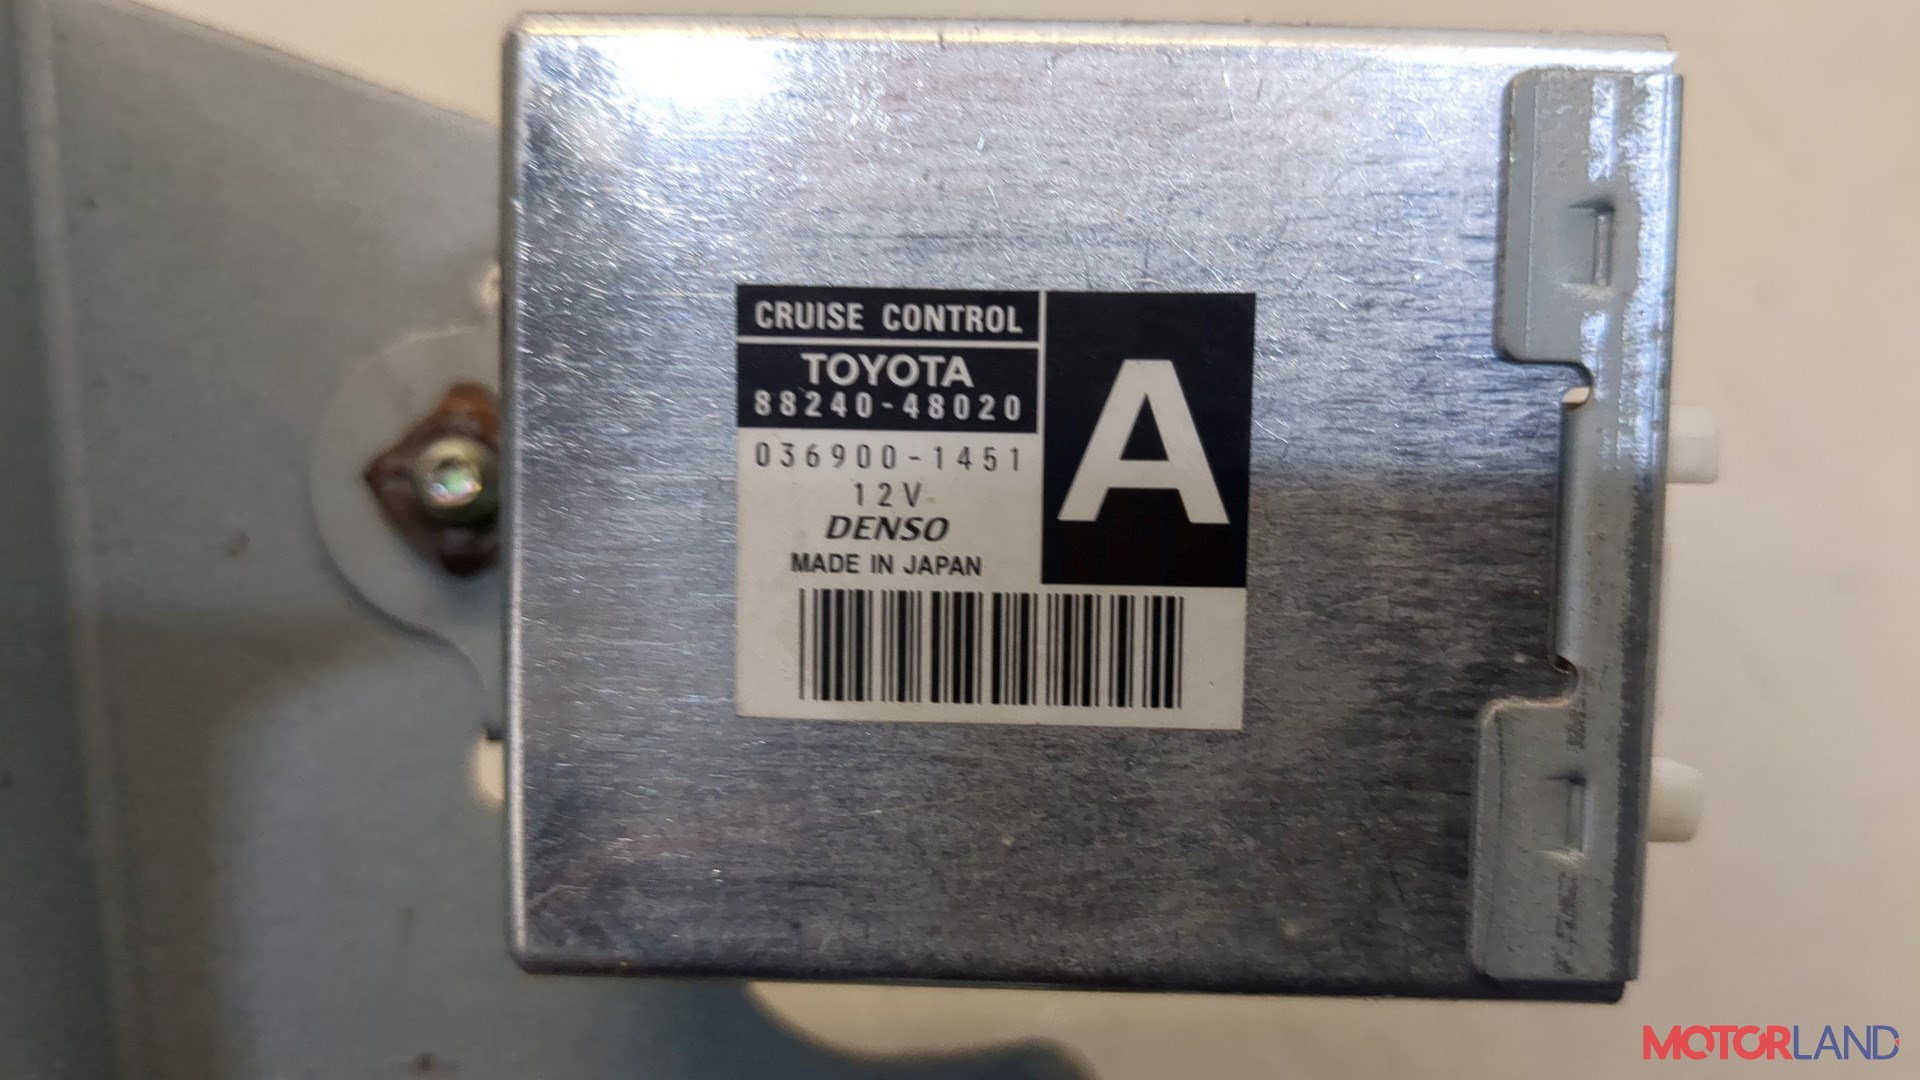 CRUISE CONTROL
TOYOTA
88240-48020
036900-1451
12V
DENSO
MADE IN JAPAN
A
MOTORLAND